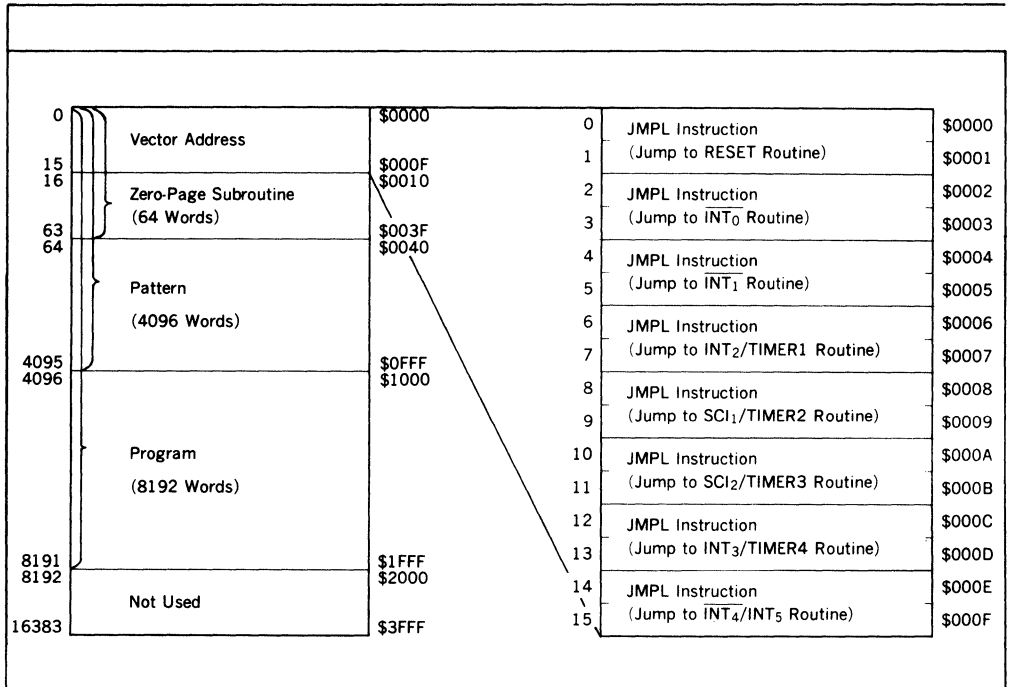 0
$0000
Vector Address
15
$000F
16
$0010
Zero-Page Subroutine
(64 Words)
63
$003F
64
$0040
Pattern
(4096 Words)
4095
$0FFF
4096
$1000
Program
(8192 Words)
8191
$1FFF
8192
$2000
Not Used
16383
$3FFF
0
JMPL Instruction
$0000
1
(Jump to RESET Routine)
$0001
2
JMPL Instruction
$0002
3
(Jump to INT0 Routine)
$0003
4
JMPL Instruction
$0004
5
(Jump to INT1 Routine)
$0005
6
JMPL Instruction
$0006
7
(Jump to INT2/TIMER1 Routine)
$0007
8
JMPL Instruction
$0008
9
(Jump to SCI1/TIMER2 Routine)
$0009
10
JMPL Instruction
$000A
11
(Jump to SCI2/TIMER3 Routine)
$000B
12
JMPL Instruction
$000C
13
(Jump to INT3/TIMER4 Routine)
$000D
14
JMPL Instruction
$000E
15
(Jump to INT4/INT5 Routine)
$000F